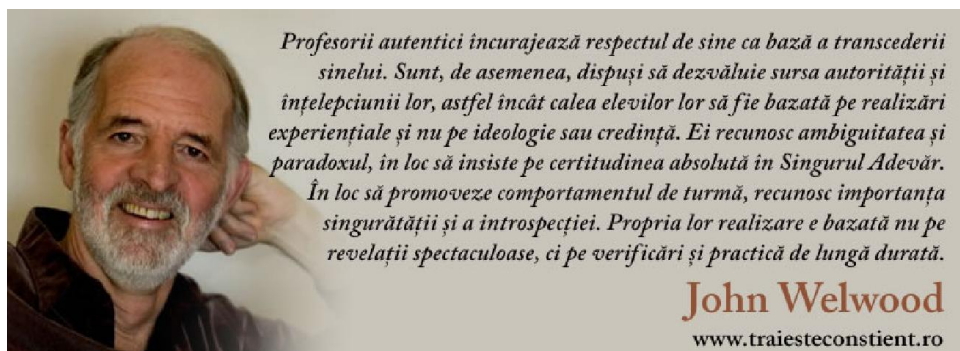 Profesorii autentici încurajează respectul de sine ca bază a transcederii
sinelui. Sunt, de asemenea, dispuși să dezvăluie sursa autorității și
înțelepciunii lor, astfel încât calea elevilor lor să fie bazată pe realizări
experiențiale și nu pe ideologie sau credință. Ei recunosc ambiguitatea și
paradoxul, în loc să insiste pe certitudinea absolută în Singurul Adevăr.
În loc să promoveze comportamentul de turmă, recunosc importanța
singurătății și a introspecției. Propria lor realizare e bazată nu pe
revelații spectaculoase, ci pe verificări și practică de lungă durată.
John Welwood
www.traiesteconstient.ro